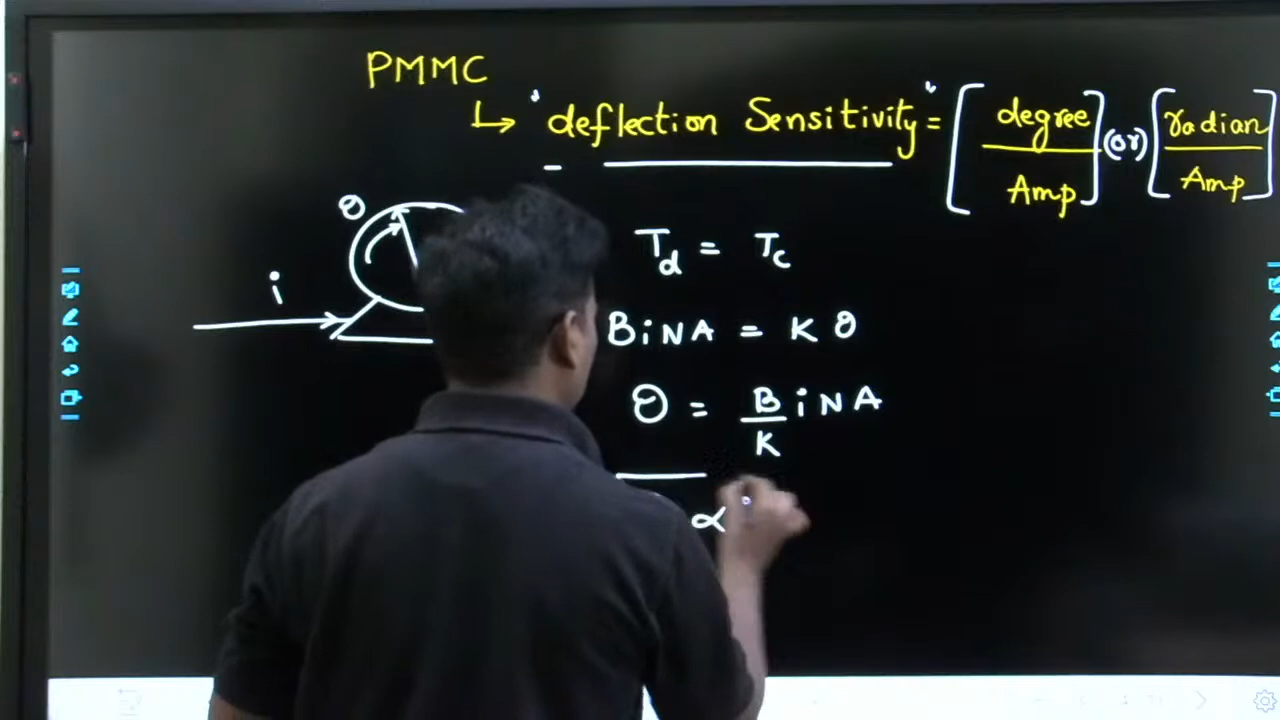 PMMC
↳ "deflection Sensitivity" = [degree / Amp] (or) [radian / Amp]
θ
i
T_d = T_c
BiNA = Kθ
θ = B/K iNA
α